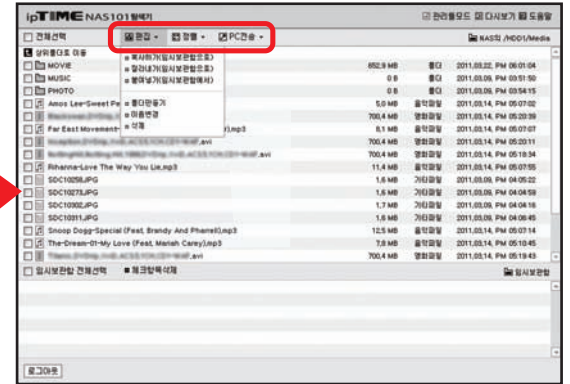 ipTIME NAS101 탐색기 관리툴모드 다시보기 도움말
전체선택 편집 정렬 PC전송 NAS의 /HDD1/Media
상위폴더로 이동
복사하기(임시보관함으로)
MOVIE 652,9 MB 폴더 2011,03,22, PM 06:01:04
잘라내기(임시보관함으로)
MUSIC 0 B 폴더 2011,03,09, PM 03:51:50
붙여넣기(임시보관함에서)
PHOTO 0 B 폴더 2011,03,09, PM 03:54:15
폴더만들기
Amos Lee-Sweet Pe 5,0 MB 음악파일 2011,03,14, PM 05:07:02
이름변경
700,4 MB 영화파일 2011,03,14, PM 05:20:39
삭제
Far East Movement- ),mp3 8,1 MB 음악파일 2011,03,14, PM 05:07:07
,avi 700,4 MB 영화파일 2011,03,14, PM 05:20:11
,avi 700,4 MB 영화파일 2011,03,14, PM 05:18:34
Rihanna-Love The Way You Lie,mp3 11,4 MB 음악파일 2011,03,14, PM 05:07:55
SDC10258,JPG 1,6 MB 기타파일 2011,03,09, PM 04:05:22
SDC10273,JPG 1,6 MB 기타파일 2011,03,09, PM 04:04:59
SDC10302,JPG 1,7 MB 기타파일 2011,03,09, PM 04:04:16
SDC10311,JPG 1,6 MB 기타파일 2011,03,09, PM 04:06:45
Snoop Dogg-Special (Feat, Brandy And Pharrell),mp3 12,5 MB 음악파일 2011,03,14, PM 05:07:14
The-Dream-01-My Love (Feat, Mariah Carey),mp3 7,8 MB 음악파일 2011,03,14, PM 05:10:45
,avi 700,4 MB 영화파일 2011,03,14, PM 05:19:43
임시보관함 전체선택 체크항목삭제 임시보관함
로그아웃